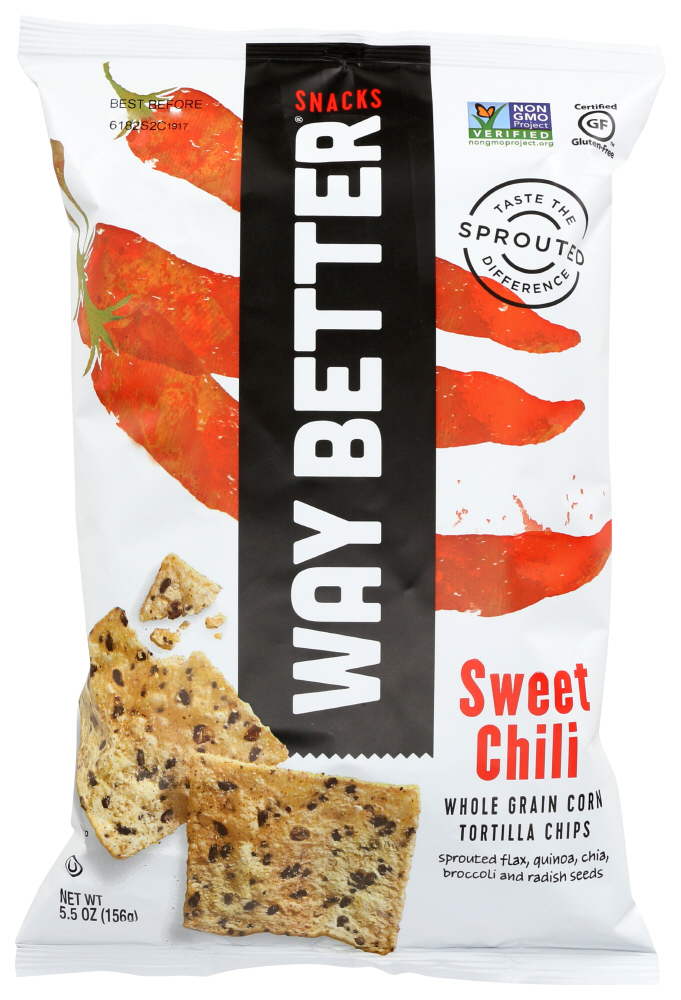 BEST BEFORE
6182S2C1917
SNACKS
WAY BETTER®
NON
GMO
Project
VERIFIED
nongmoproject.org
Certified
GF
Gluten-Free
TASTE THE
SPROUTED
DIFFERENCE
Sweet
Chili
WHOLE GRAIN CORN
TORTILLA CHIPS
sprouted flax, quinoa, chia,
broccoli and radish seeds
U
NET WT
5.5 OZ (156g)